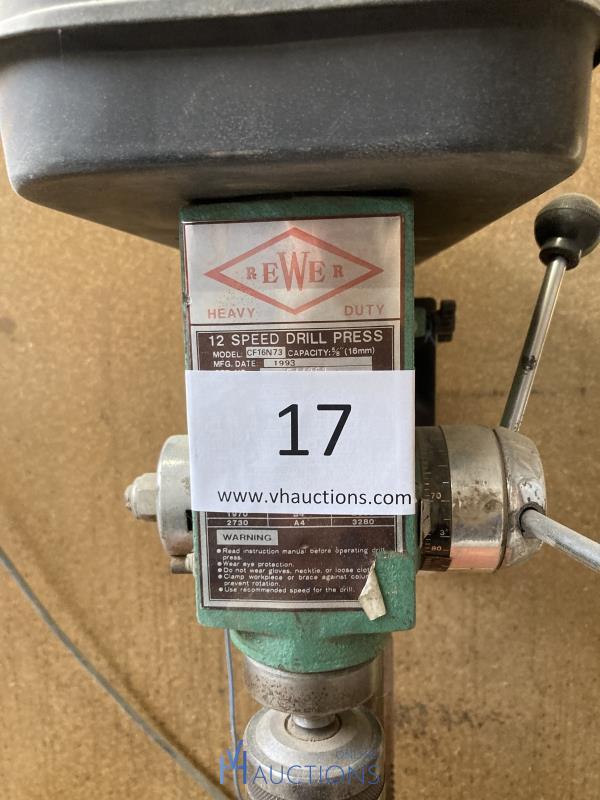 REWER
HEAVY DUTY
12 SPEED DRILL PRESS
MODEL CF16N73 CAPACITY: 5/8" (16mm)
MFG. DATE 1993
17
www.vhauctions.com
70
3"
80
2730 A4 3280
WARNING
●Read instruction manual before operating drill
press.
●Wear eye protection.
●Do not wear gloves, necktie, or loose
●Clamp workpiece or brace against
prevent rotation.
●Use recommended speed for the drill.
VH AUCTIONS